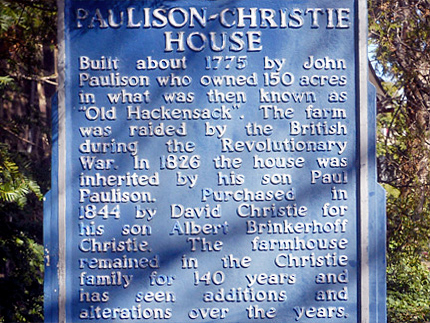 PAULISON-CHRISTIE
HOUSE
Built about 1775 by John
Paulison who owned 150 acres
in what was then known as
"Old Hackensack". The farm
was raided by the British
during the Revolutionary
War. In 1826 the house was
inherited by his son Paul
Paulison. Purchased in
1844 by David Christie for
his son Albert Brinkerhoff
Christie. The farmhouse
remained in the Christie
family for 140 years and
has seen additions and
alterations over the years.